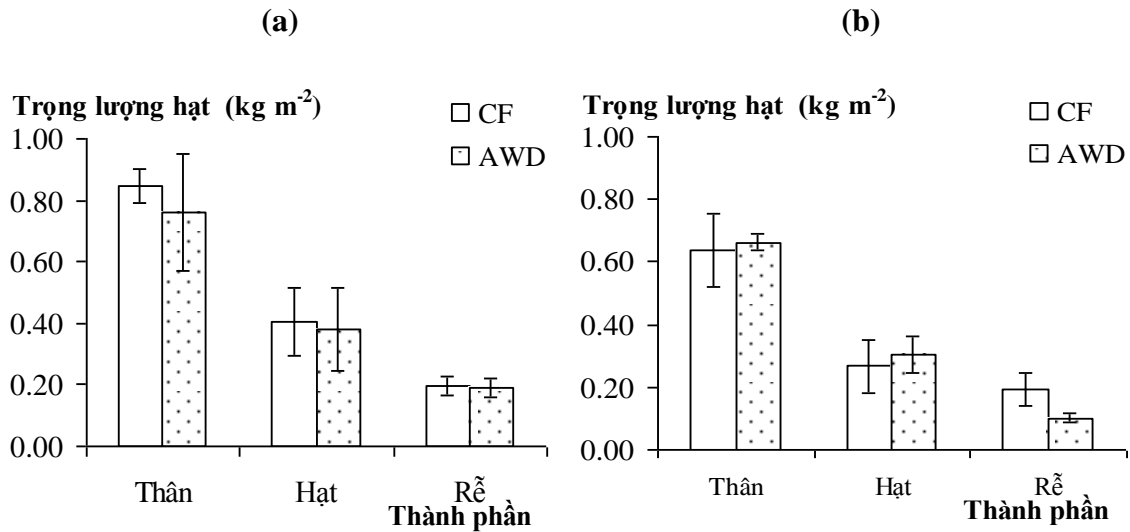 (a)
Trọng lượng hạt (kg m-2)
CF
AWD
1.00
0.80
0.60
0.40
0.20
0.00
Thân Hạt Rễ
Thành phần
(b)
Trọng lượng hạt (kg m-2)
CF
AWD
1.00
0.80
0.60
0.40
0.20
0.00
Thân Hạt Rễ
Thành phần